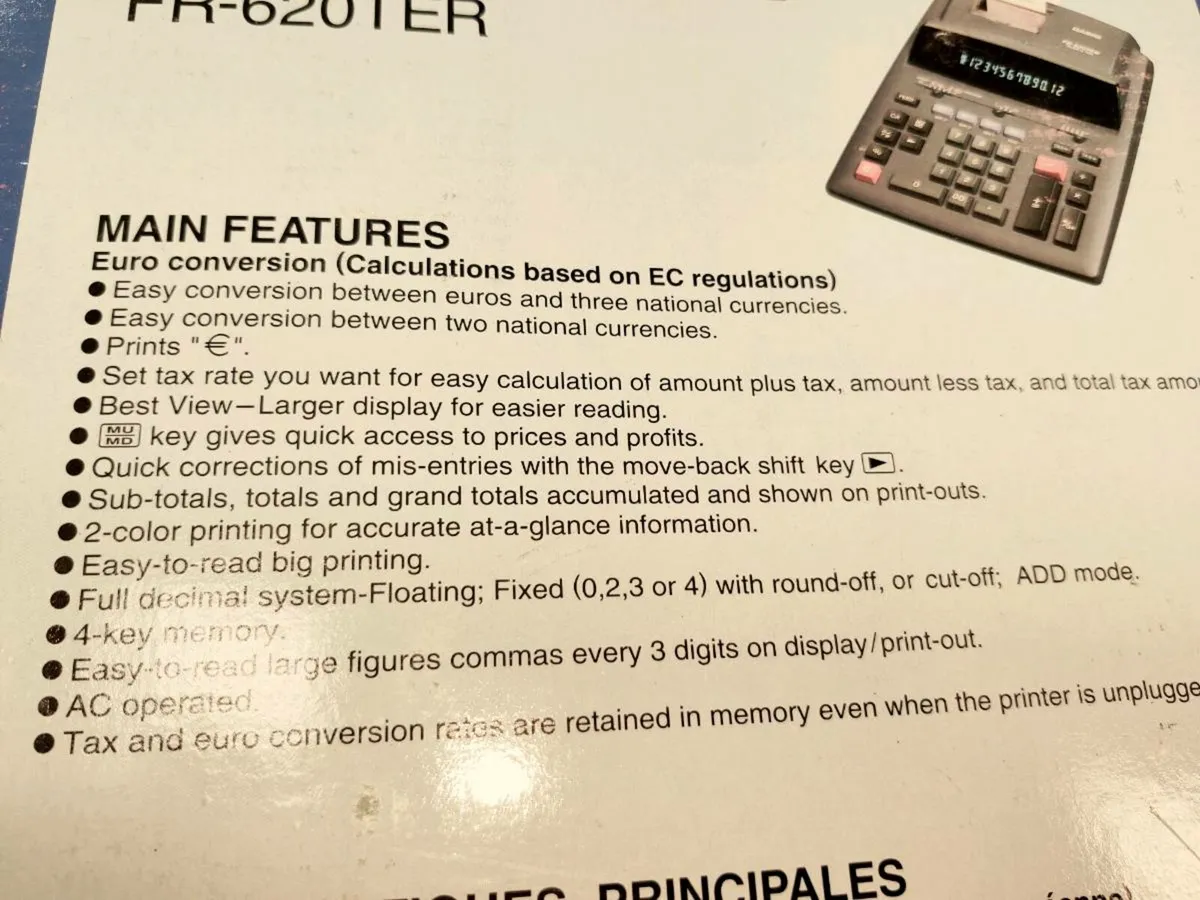 FR-620TER
MAIN FEATURES
Euro conversion (Calculations based on EC regulations)
● Easy conversion between euros and three national currencies.
● Easy conversion between two national currencies.
● Prints "€".
● Set tax rate you want for easy calculation of amount plus tax, amount less tax, and total tax amo
● Best View–Larger display for easier reading.
● MU MD key gives quick access to prices and profits.
● Quick corrections of mis-entries with the move-back shift key ▶.
● Sub-totals, totals and grand totals accumulated and shown on print-outs.
● 2-color printing for accurate at-a-glance information.
● Easy-to-read big printing.
● Full decimal system-Floating; Fixed (0,2,3 or 4) with round-off, or cut-off; ADD mode.
● 4-key memory.
● Easy-to-read large figures commas every 3 digits on display/print-out.
● AC operated.
● Tax and euro conversion rates are retained in memory even when the printer is unplugge
PRINCIPALES